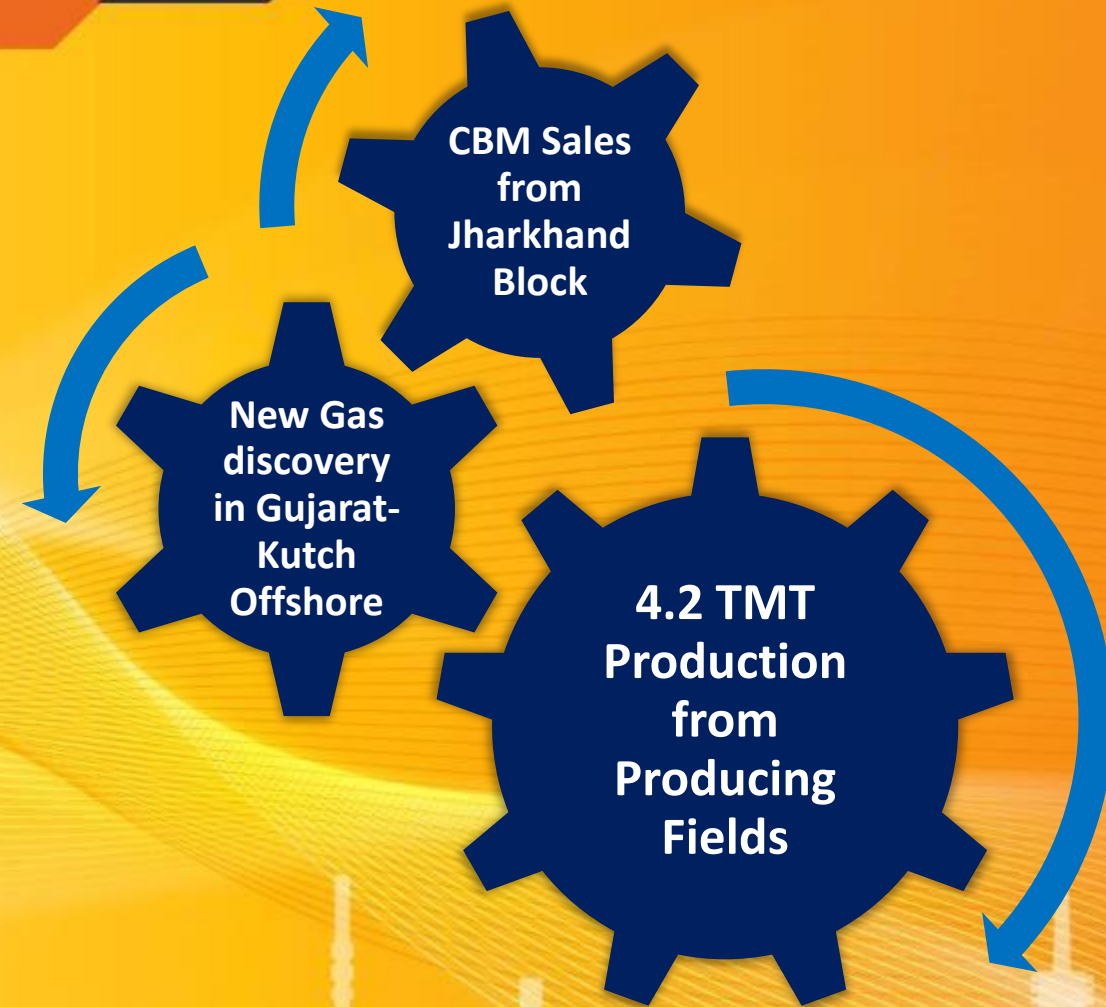 CBM Sales
from
Jharkhand
Block
New Gas
discovery
in Gujarat-
Kutch
Offshore
4.2 TMT
Production
from
Producing
Fields